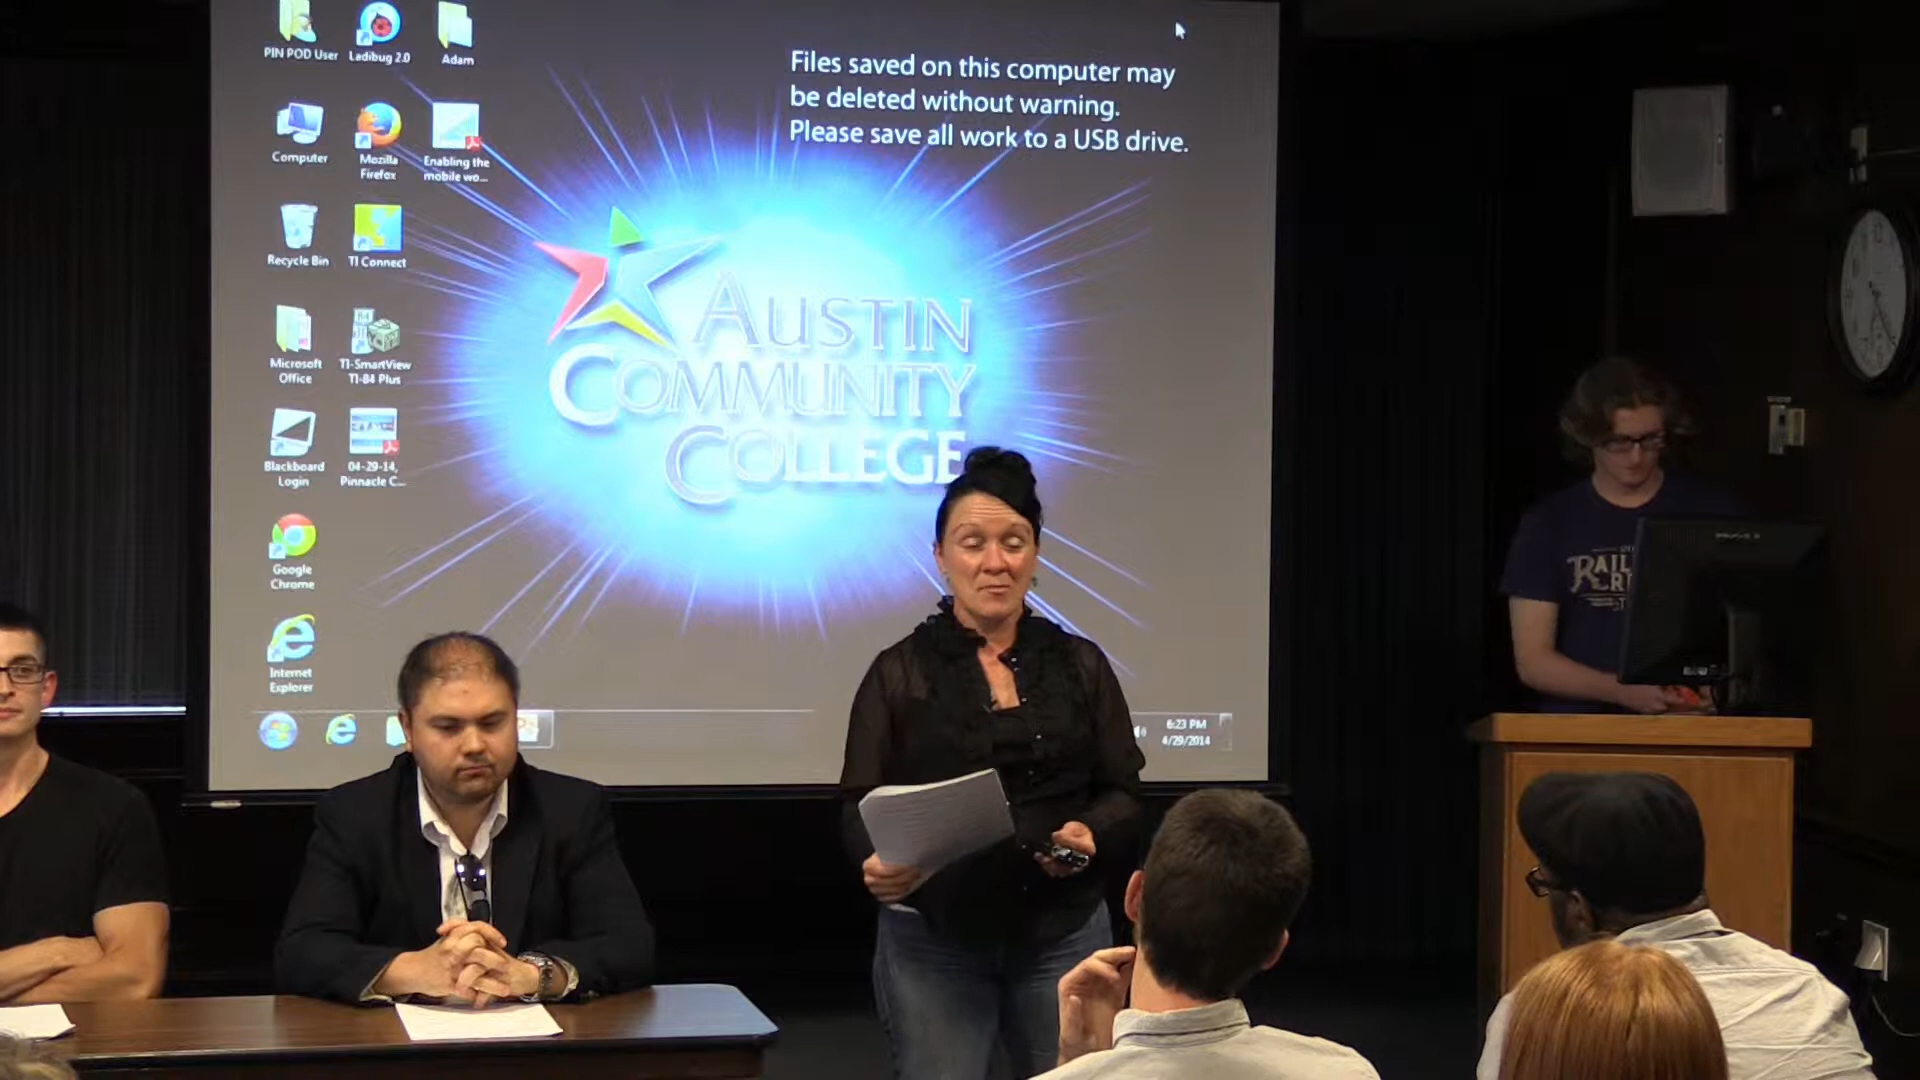 PIN POD User
Ladibug 2.0
Adam
Files saved on this computer may
be deleted without warning.
Please save all work to a USB drive.
Computer
Mozilla
Firefox
Enabling the
mobile wo...
Recycle Bin
TI Connect
AUSTIN
COMMUNITY
COLLEGE
Microsoft
Office
TI-SmartView
TI-84 Plus
Blackboard
Login
04-29-14,
Pinnacle C...
Google
Chrome
Internet
Explorer
6:23 PM
4/29/2014
RAIL
CR